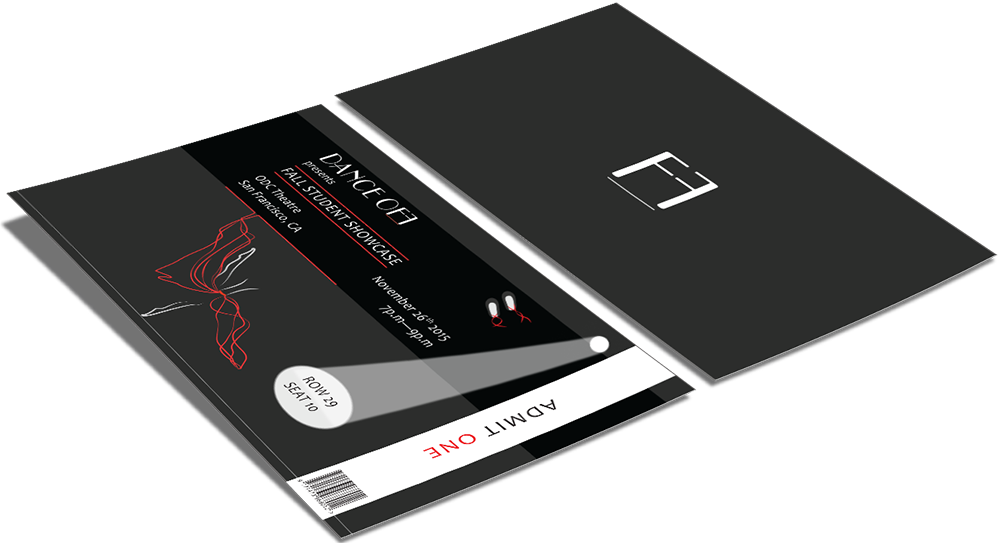 DANCE OFF
presents
FALL STUDENT SHOWCASE
ODC Theatre
San Francisco, CA
November 26th 2015
7p.m—9p.m
ROW 29
SEAT 10
ADMIT ONE